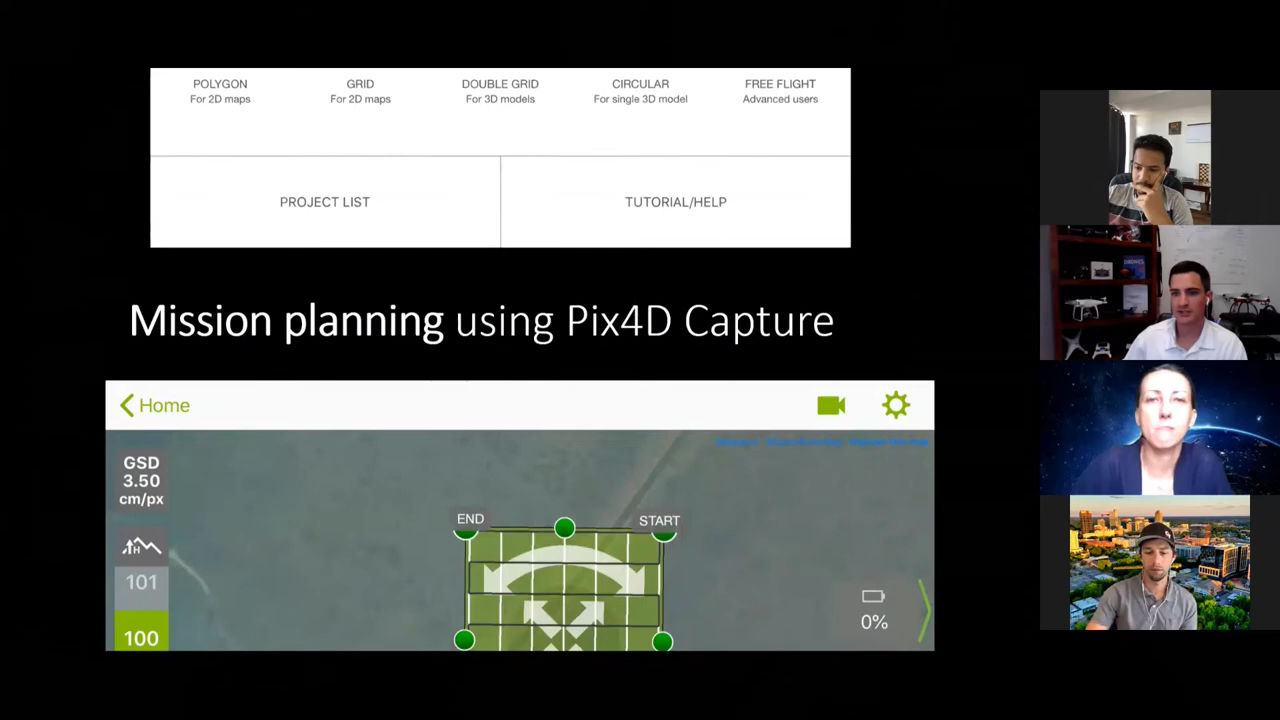 POLYGON
For 2D maps
GRID
For 2D maps
DOUBLE GRID
For 3D models
CIRCULAR
For single 3D model
FREE FLIGHT
Advanced users
PROJECT LIST
TUTORIAL/HELP
Mission planning using Pix4D Capture
Home
GSD
3.50
cm/px
H
101
100
END
START
0%